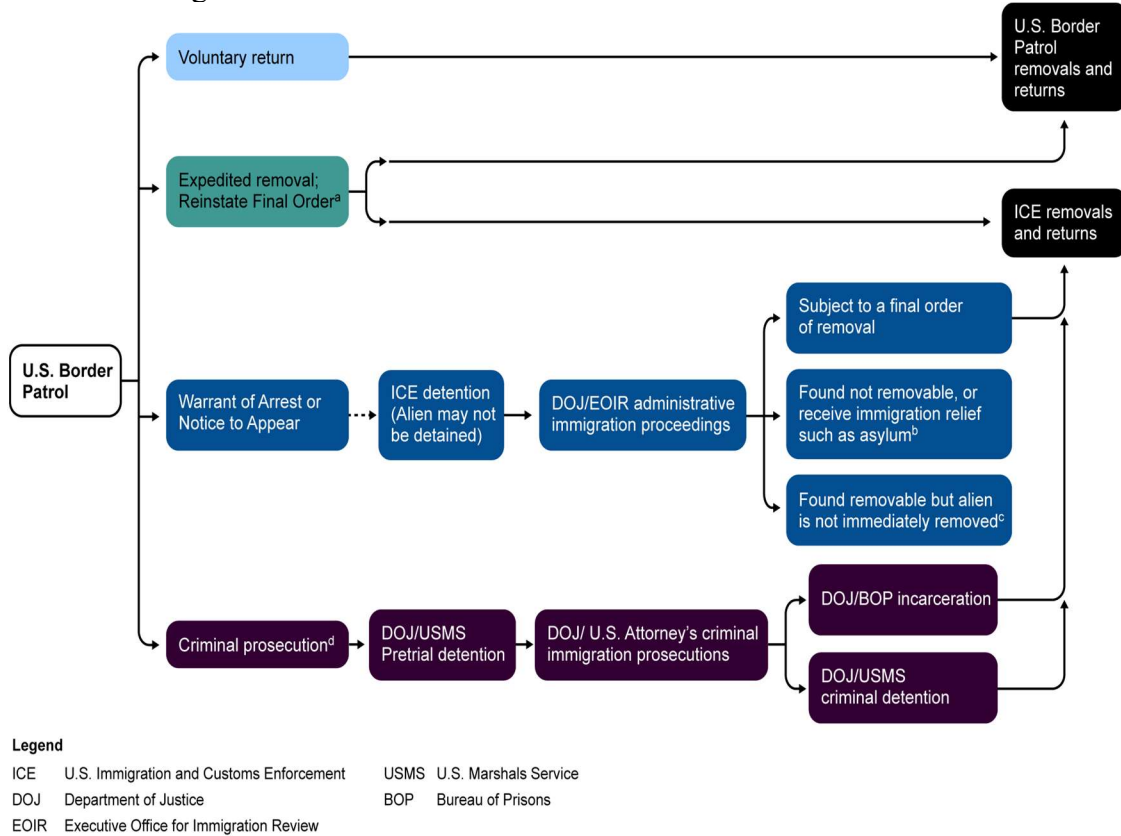 Voluntary return
U.S. Border
Patrol
removals and
returns
Expedited removal;
Reinstate Final Orderᵃ
ICE removals
and returns
U.S. Border
Patrol
Warrant of Arrest or
Notice to Appear
ICE detention
(Alien may not
be detained)
DOJ/EOIR administrative
immigration proceedings
Subject to a final order
of removal
Found not removable, or
receive immigration relief
such as asylumᵇ
Found removable but alien
is not immediately removedᶜ
Criminal prosecutionᵈ
DOJ/USMS
Pretrial detention
DOJ/ U.S. Attorney’s criminal
immigration prosecutions
DOJ/BOP incarceration
DOJ/USMS
criminal detention
Legend
ICE U.S. Immigration and Customs Enforcement USMS U.S. Marshals Service
DOJ Department of Justice BOP Bureau of Prisons
EOIR Executive Office for Immigration Review